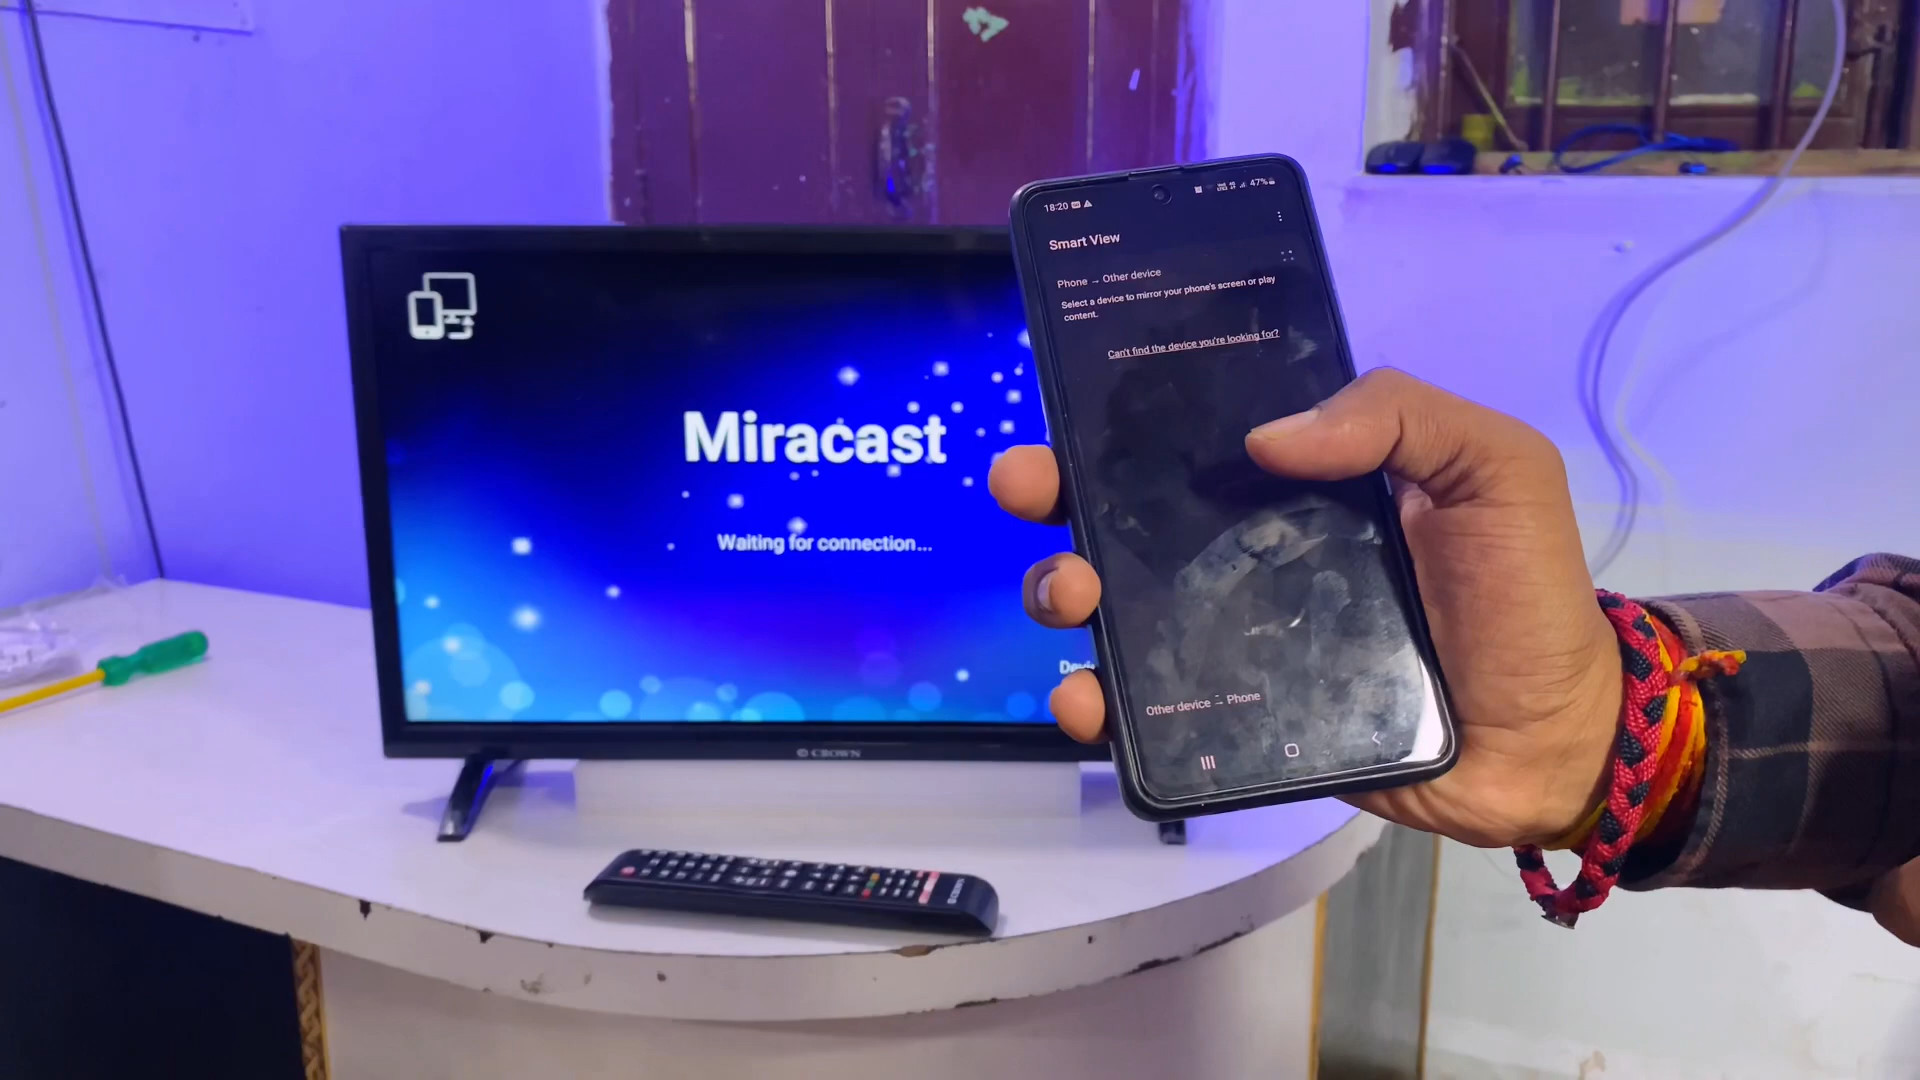 Miracast
Waiting for connection...
CROWN
18:20
47%
Smart View
Phone → Other device
Select a device to mirror your phone's screen or play
content.
Can't find the device you're looking for?
Other device → Phone